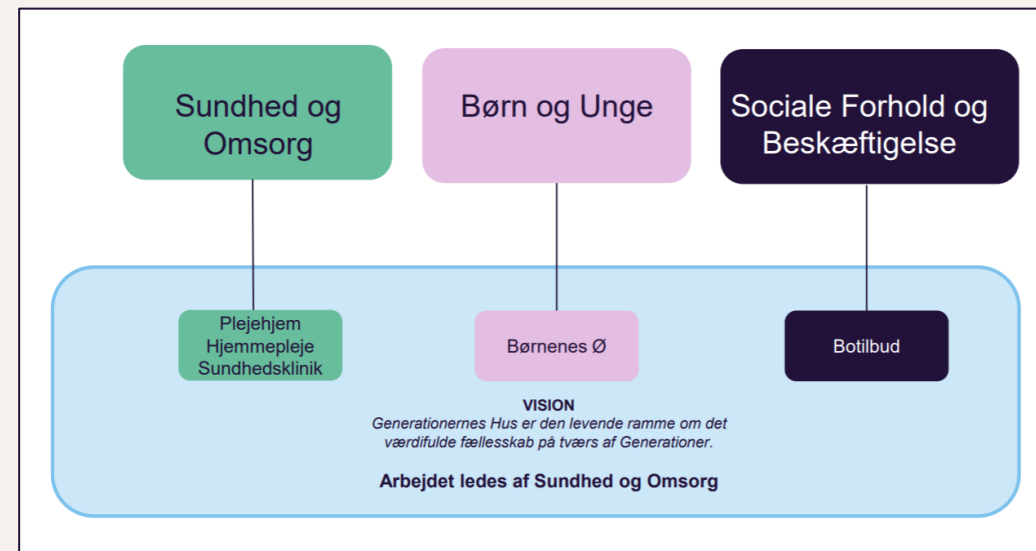 Sundhed og
Omsorg
Børn og Unge
Sociale Forhold og
Beskæftigelse
Plejehjem
Hjemmepleje
Sundhedsklinik
Børnenes Ø
Botilbud
VISION
Generationernes Hus er den levende ramme om det
værdifulde fællesskab på tværs af Generationer.
Arbejdet ledes af Sundhed og Omsorg